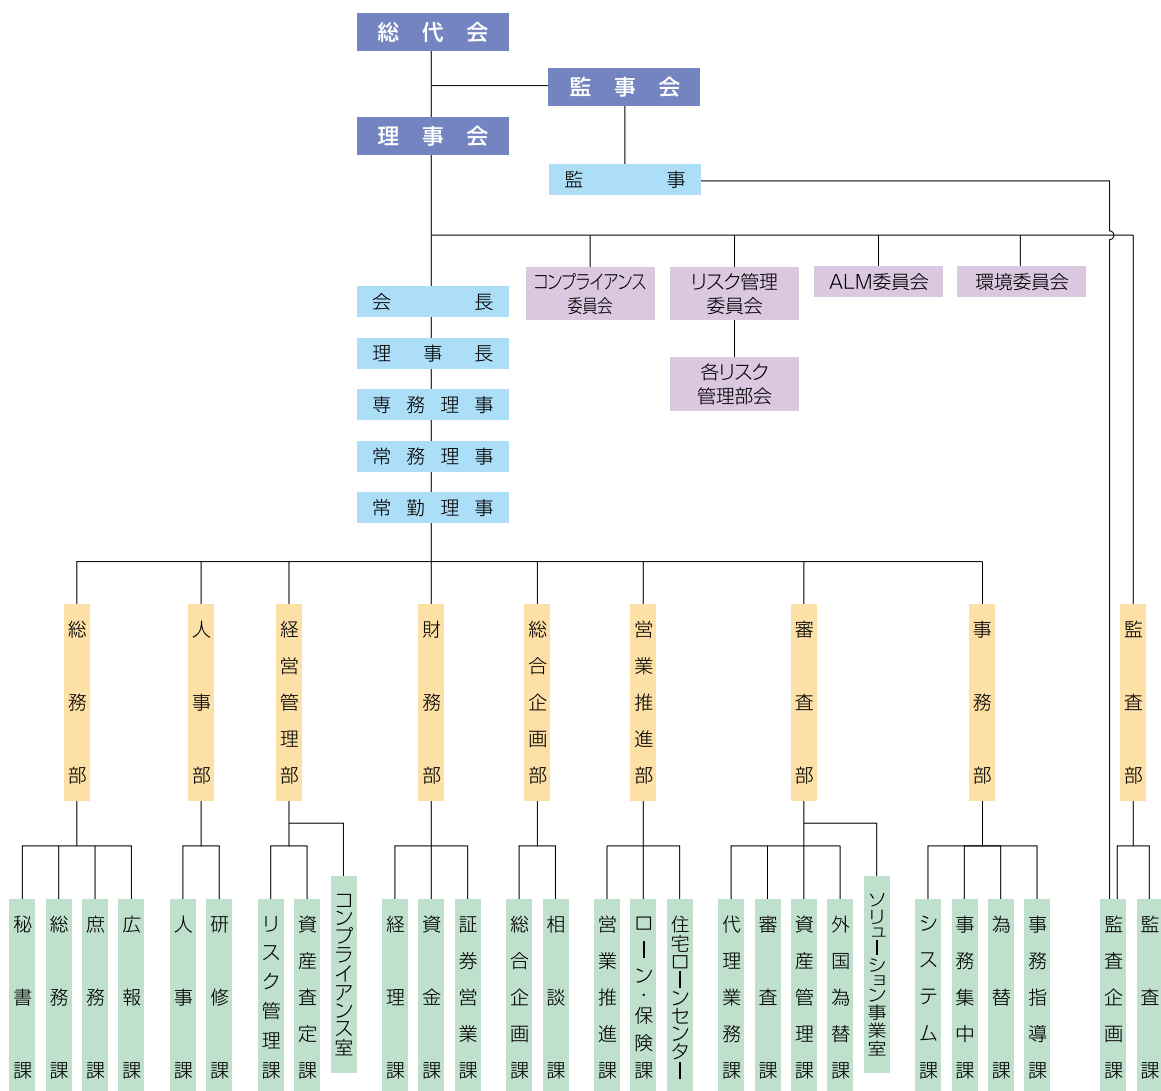 総代会
監事会
理事会
監事
コンプライアンス
委員会
リスク管理
委員会
ALM委員会
環境委員会
会長
理事長
各リスク
管理部会
専務理事
常務理事
常勤理事
総務部
人事部
経営管理部
財務部
総合企画部
営業推進部
審査部
事務部
監査部
秘書課
総務課
庶務課
広報課
人事課
研修課
リスク管理課
資産査定課
コンプライアンス室
経理課
資金課
証券営業課
総合企画課
相談課
営業推進課
ローン・保険課
住宅ローンセンター
代理業務課
審査課
資産管理課
外国為替課
ソリューション事業室
システム課
事務集中課
為替課
事務指導課
監査企画課
監査課